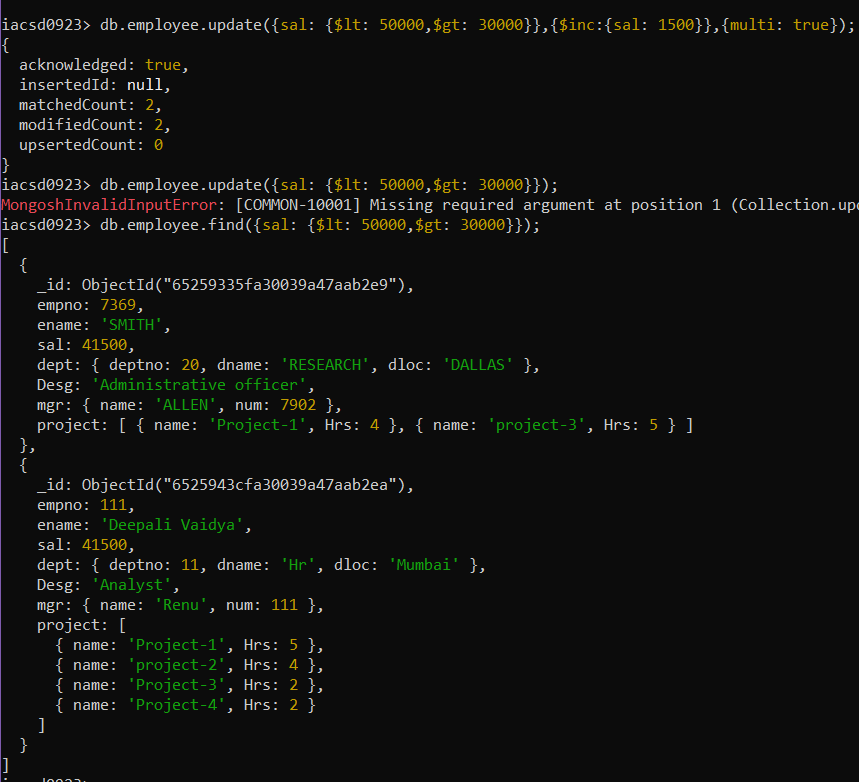 iacsd0923> db.employee.update({sal: {$lt: 50000,$gt: 30000}},{$inc:{sal: 1500}},{multi: true});
{
  acknowledged: true,
  insertedId: null,
  matchedCount: 2,
  modifiedCount: 2,
  upsertedCount: 0
}
iacsd0923> db.employee.update({sal: {$lt: 50000,$gt: 30000}});
MongoshInvalidInputError: [COMMON-10001] Missing required argument at position 1 (Collection.upd
iacsd0923> db.employee.find({sal: {$lt: 50000,$gt: 30000}});
[
  {
    _id: ObjectId("65259335fa30039a47aab2e9"),
    empno: 7369,
    ename: 'SMITH',
    sal: 41500,
    dept: { deptno: 20, dname: 'RESEARCH', dloc: 'DALLAS' },
    Desg: 'Administrative officer',
    mgr: { name: 'ALLEN', num: 7902 },
    project: [ { name: 'Project-1', Hrs: 4 }, { name: 'project-3', Hrs: 5 } ]
  },
  {
    _id: ObjectId("6525943cfa30039a47aab2ea"),
    empno: 111,
    ename: 'Deepali Vaidya',
    sal: 41500,
    dept: { deptno: 11, dname: 'Hr', dloc: 'Mumbai' },
    Desg: 'Analyst',
    mgr: { name: 'Renu', num: 111 },
    project: [
      { name: 'Project-1', Hrs: 5 },
      { name: 'project-2', Hrs: 4 },
      { name: 'Project-3', Hrs: 2 },
      { name: 'Project-4', Hrs: 2 }
    ]
  }
]